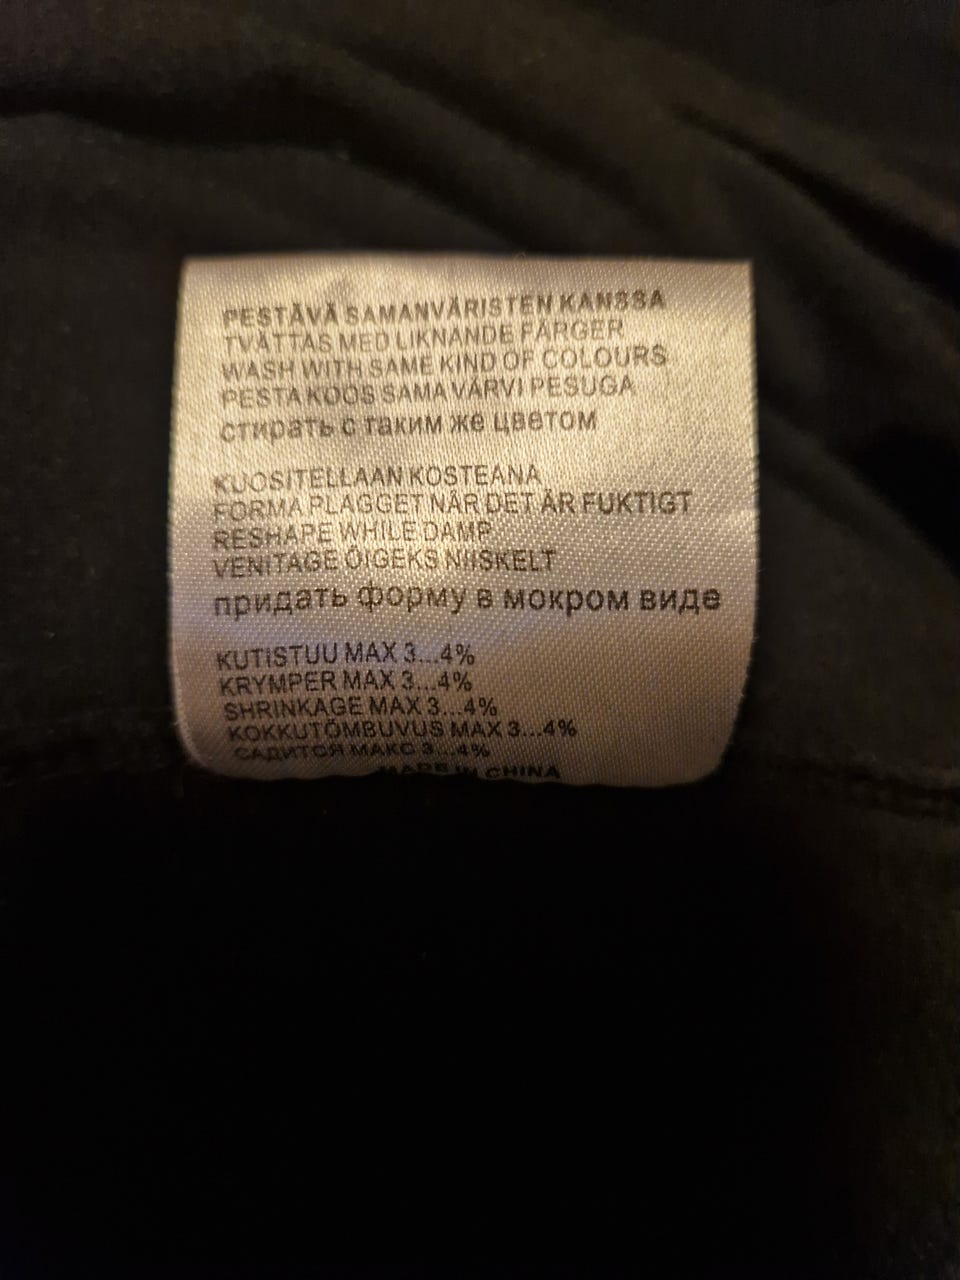 PESTÄVÄ SAMANVÄRISTEN KANSSA
TVÄTTAS MED LIKNANDE FÄRGER
WASH WITH SAME KIND OF COLOURS
PESTA KOOS SAMA VÄRVI PESUGA
стирать с таким же цветом
KUOSITELLAAN KOSTEANA
FORMA PLAGGET NÄR DET ÄR FUKTIGT
RESHAPE WHILE DAMP
VENITAGE ÕIGEKS NIISKELT
придать форму в мокром виде
KUTISTUU MAX 3...4%
KRYMPER MAX 3...4%
SHRINKAGE MAX 3...4%
KOKKUTÕMBUVUS MAX 3...4%
САДИТСЯ МАКС 3...4%
MADE IN CHINA